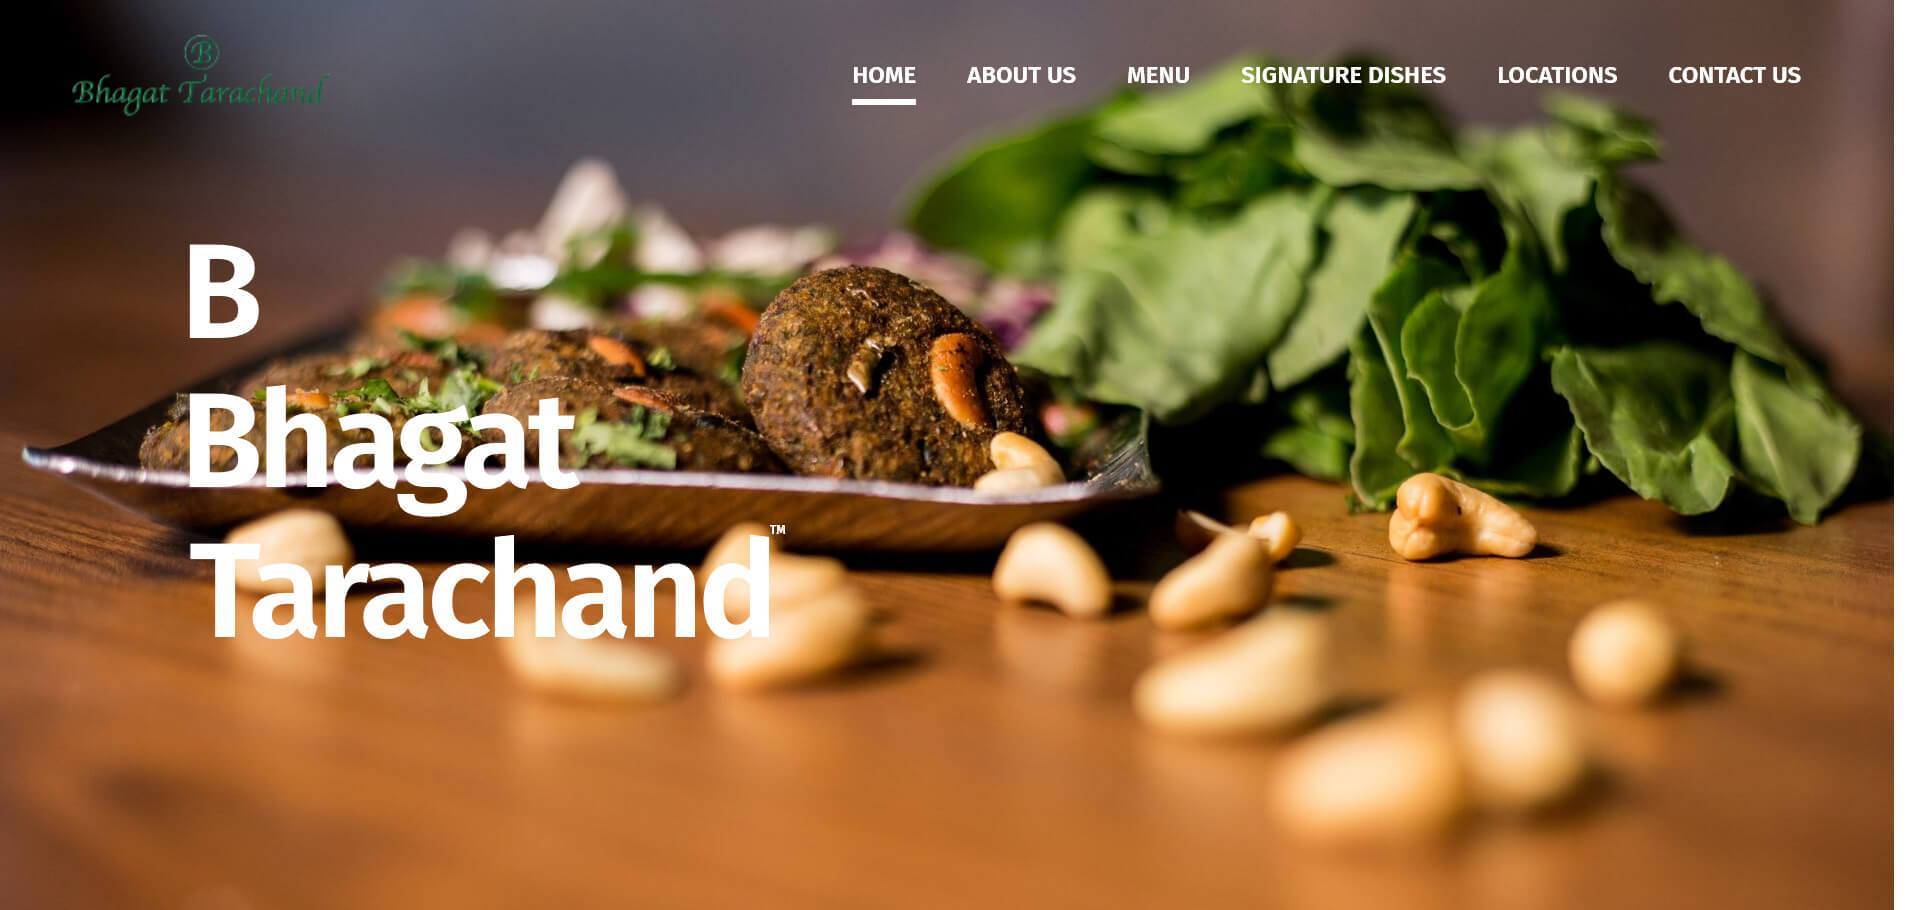 B
Bhagat Tarachand
HOME ABOUT US MENU SIGNATURE DISHES LOCATIONS CONTACT US
B
Bhagat
Tarachand™